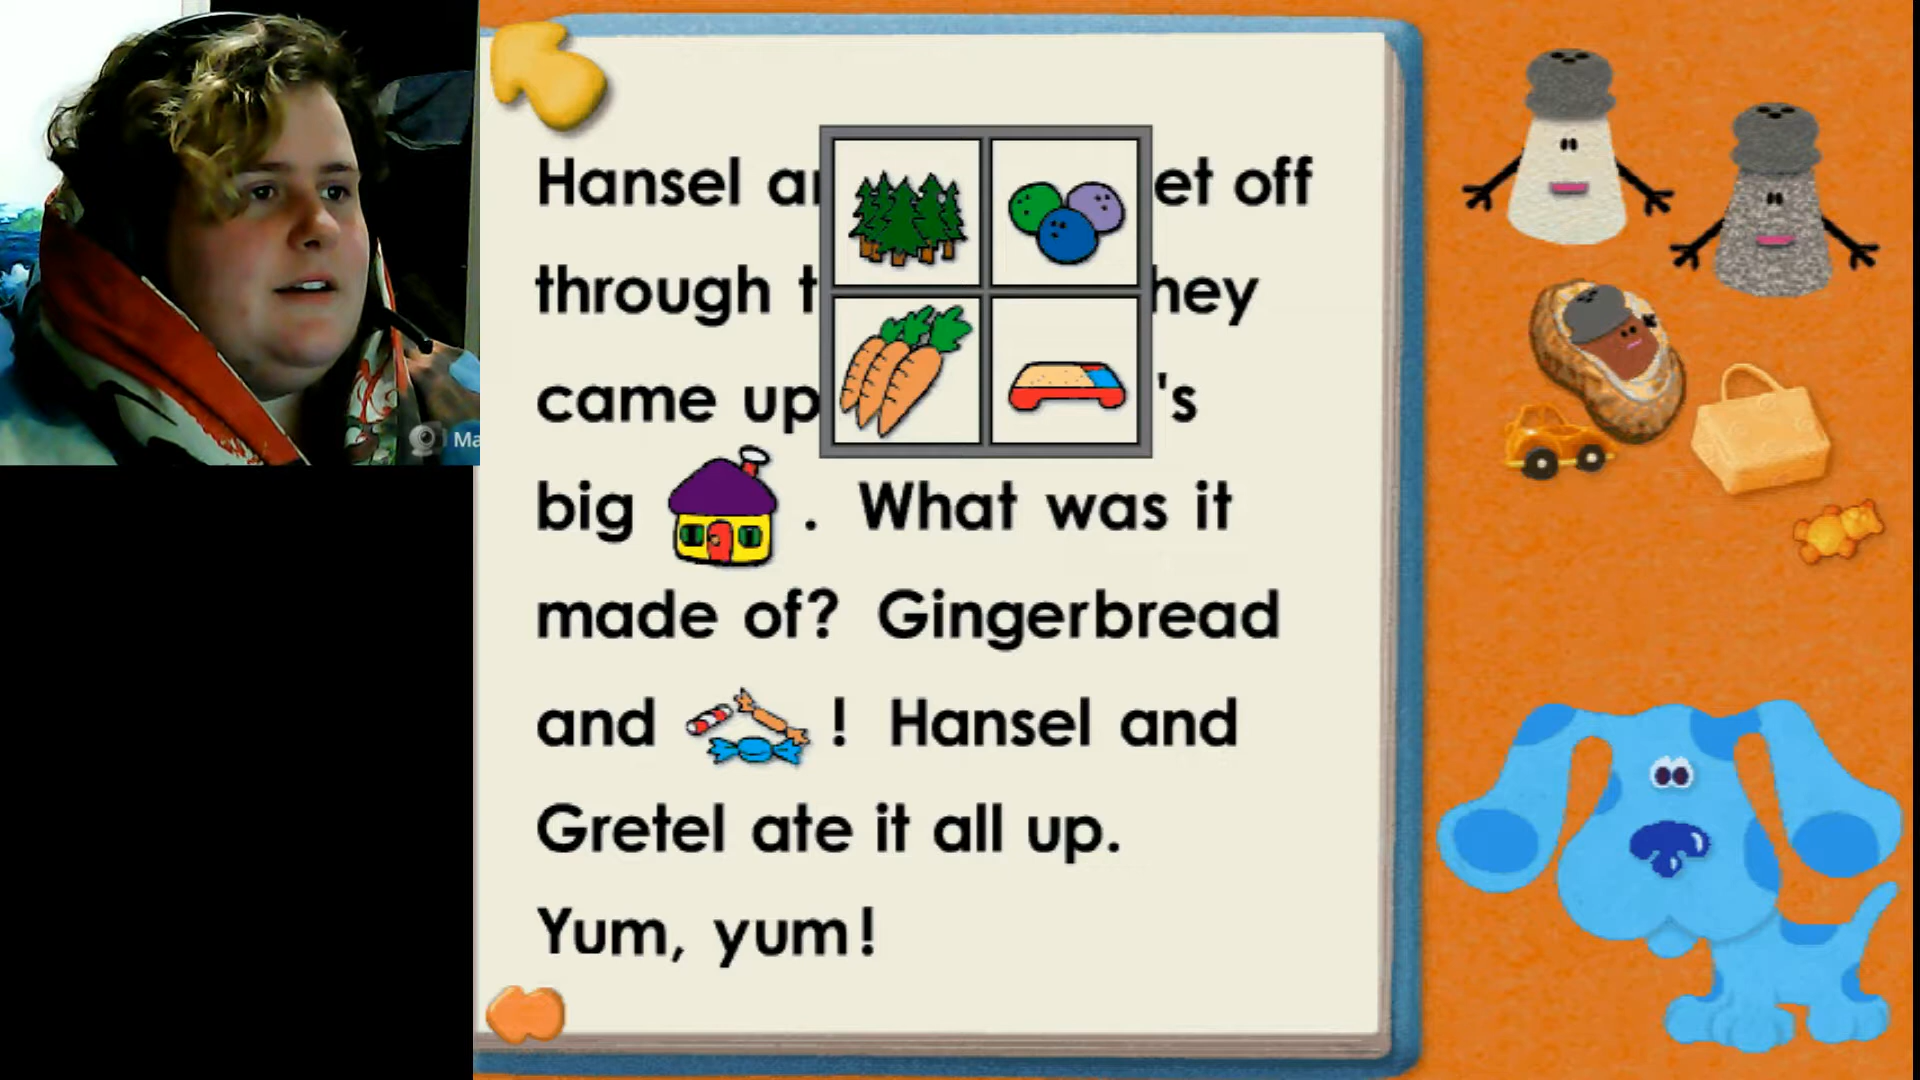 Hansel et off
through hey
came up 's
big . What was it
made of? Gingerbread
and ! Hansel and
Gretel ate it all up.
Yum, yum!